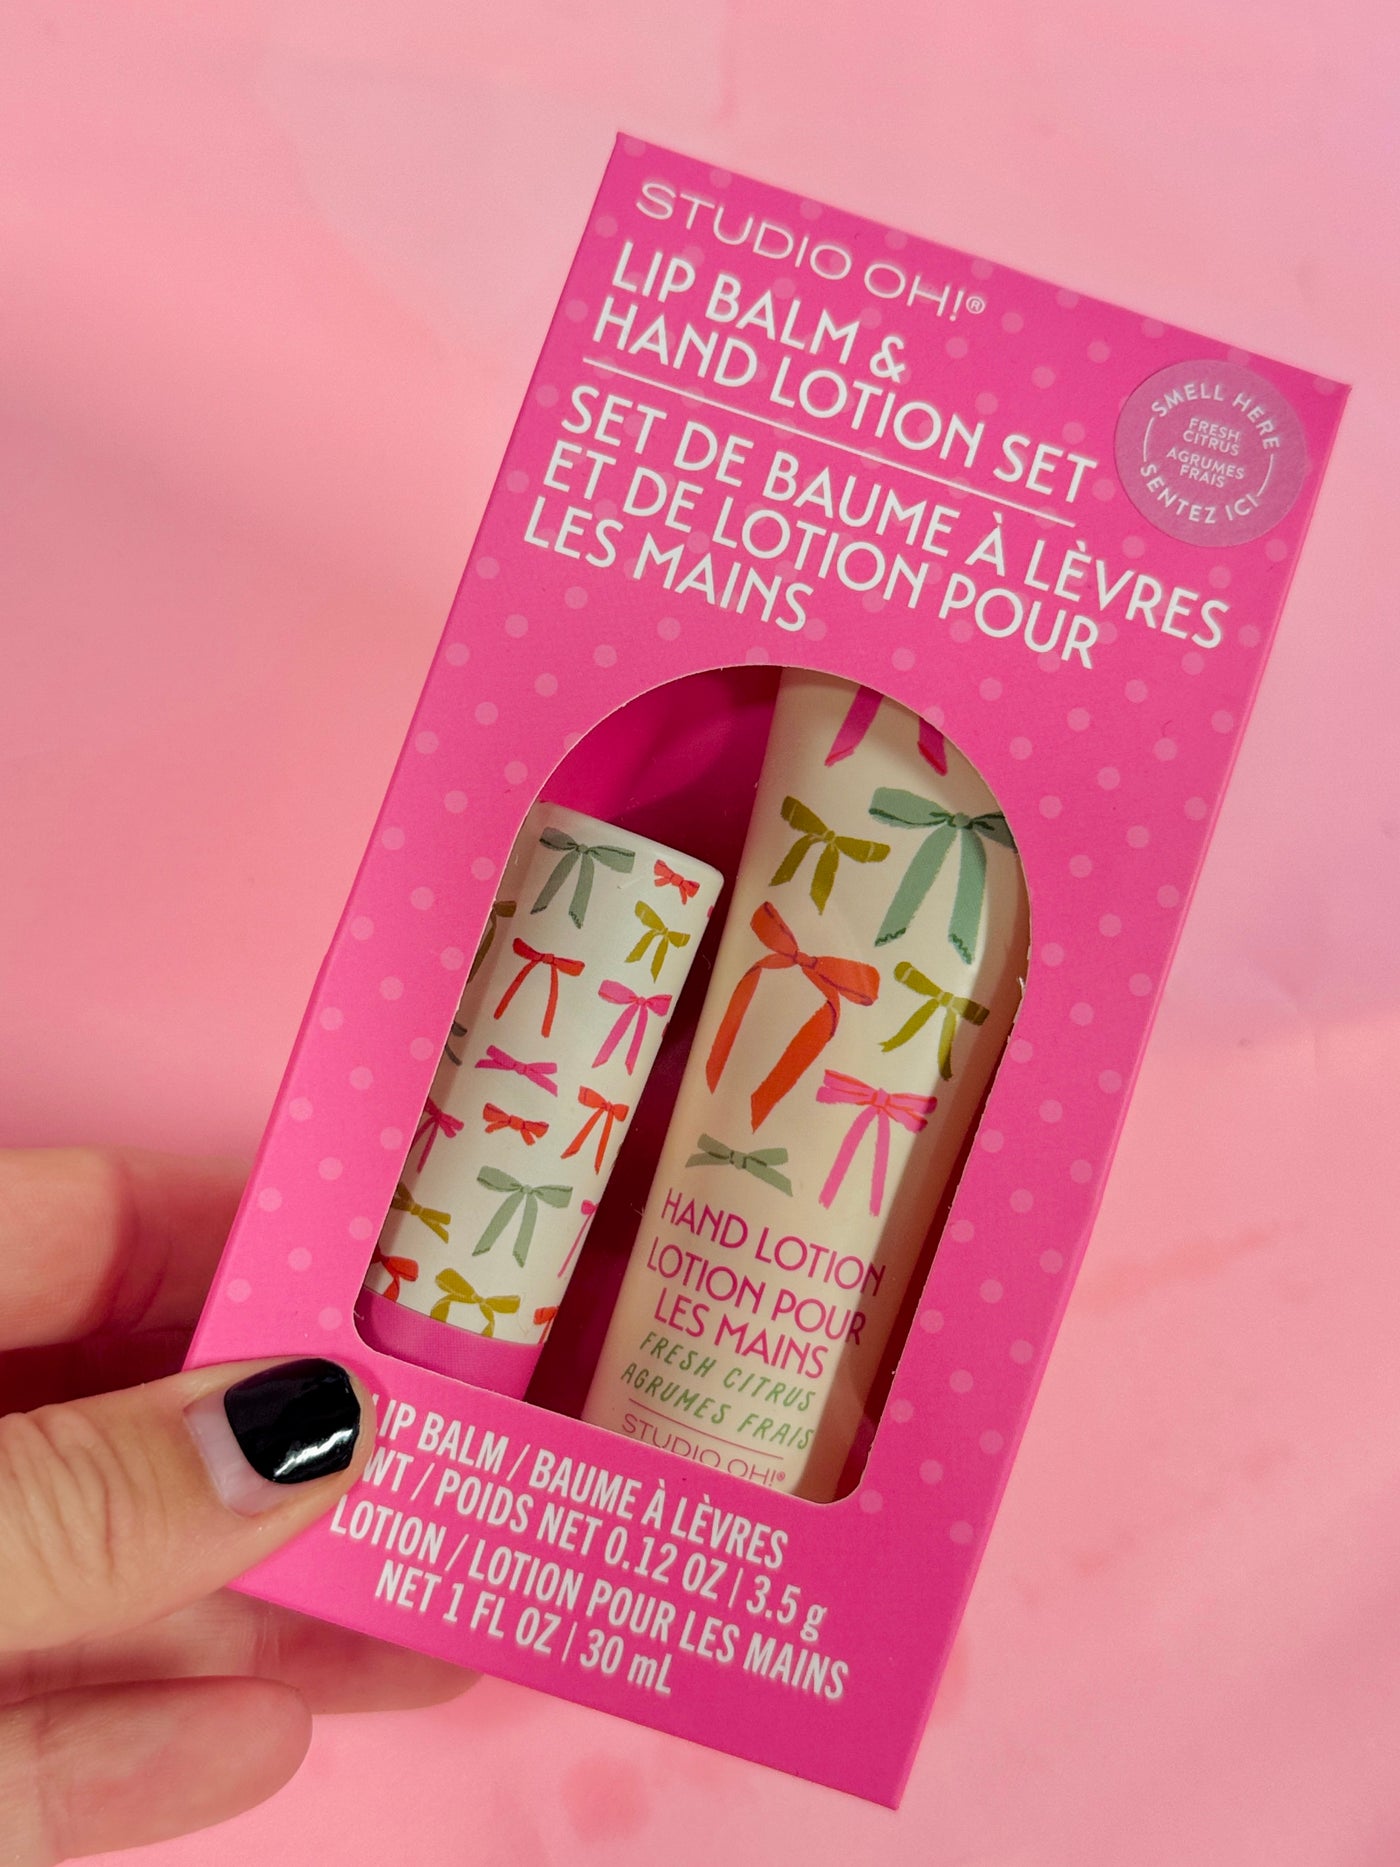 STUDIO OH!®
LIP BALM &
HAND LOTION SET
SET DE BAUME À LÈVRES
ET DE LOTION POUR
LES MAINS
SMELL HERE
FRESH
CITRUS
AGRUMES
FRAIS
SENTEZ ICI
HAND LOTION
LOTION POUR
LES MAINS
FRESH CITRUS
AGRUMES FRAIS
STUDIO OH!®
LIP BALM / BAUME À LÈVRES
WT / POIDS NET 0.12 OZ | 3.5 g
LOTION / LOTION POUR LES MAINS
NET 1 FL OZ | 30 mL